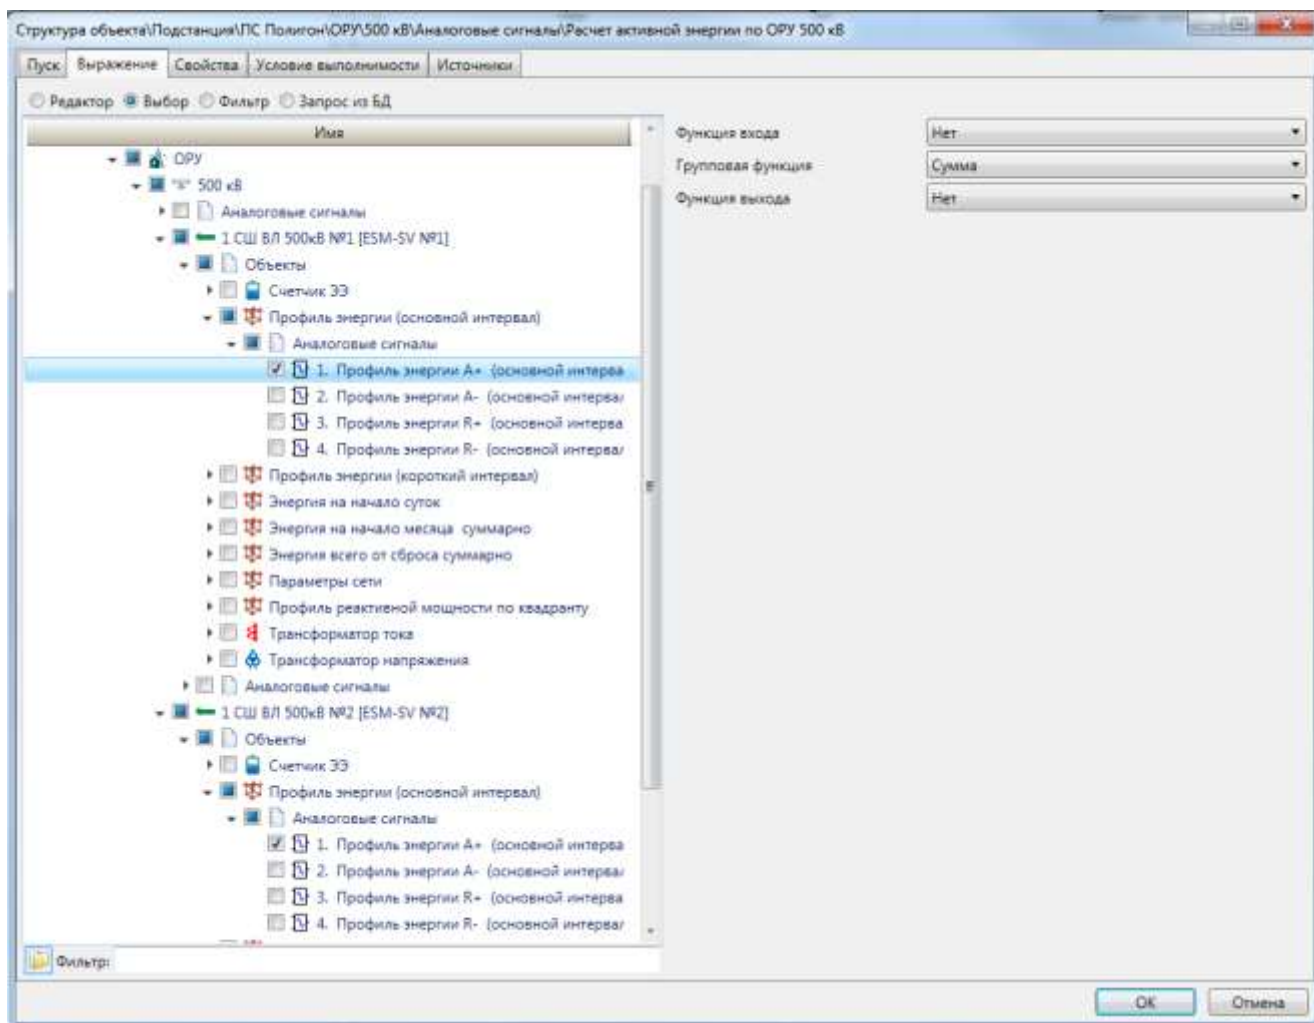 Структура объекта\Подстанция\ПС Полигон\ОРУ\500 кВ\Аналоговые сигналы\Расчет активной энергии по ОРУ 500 кВ
Пуск Выражение Свойства Условие выполнимости Источники
Редактор Выбор Фильтр Запрос из БД
Имя
Функция входа Нет
Групповая функция Сумма
Функция выхода Нет
ОРУ
500 кВ
Аналоговые сигналы
1 СШ ВЛ 500кВ №1 [ESM-SV №1]
Объекты
Счетчик ЭЭ
Профиль энергии (основной интервал)
Аналоговые сигналы
1. Профиль энергии А+ (основной интерва
2. Профиль энергии А- (основной интервал
3. Профиль энергии R+ (основной интерва
4. Профиль энергии R- (основной интервал
Профиль энергии (короткий интервал)
Энергия на начало суток
Энергия на начало месяца суммарно
Энергия всего от сброса суммарно
Параметры сети
Профиль реактивной мощности по квадранту
Трансформатор тока
Трансформатор напряжения
Аналоговые сигналы
1 СШ ВЛ 500кВ №2 [ESM-SV №2]
Объекты
Счетчик ЭЭ
Профиль энергии (основной интервал)
Аналоговые сигналы
1. Профиль энергии А+ (основной интерва
2. Профиль энергии А- (основной интервал
3. Профиль энергии R+ (основной интерва
4. Профиль энергии R- (основной интервал
Фильтр:
ОК Отмена